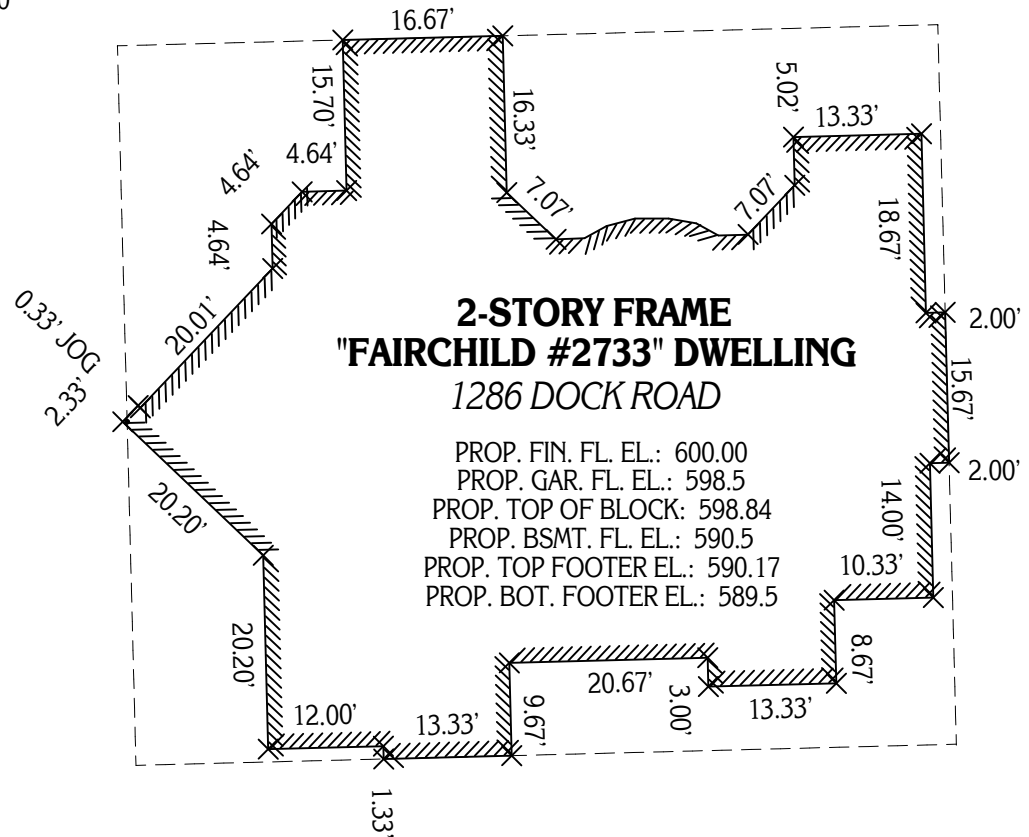 16.67'
15.70'
16.33'
5.02'
13.33'
4.64'
4.64'
4.64'
7.07'
7.07'
18.67'
20.01'
0.33' JOG
2.33'
2.00'
15.67'
2.00'
2-STORY FRAME
"FAIRCHILD #2733" DWELLING
1286 DOCK ROAD
PROP. FIN. FL. EL.: 600.00
PROP. GAR. FL. EL.: 598.5
PROP. TOP OF BLOCK: 598.84
PROP. BSMT. FL. EL.: 590.5
PROP. TOP FOOTER EL.: 590.17
PROP. BOT. FOOTER EL.: 589.5
20.20'
14.00'
10.33'
20.20'
8.67'
20.67'
3.00'
13.33'
12.00'
13.33'
9.67'
1.33'